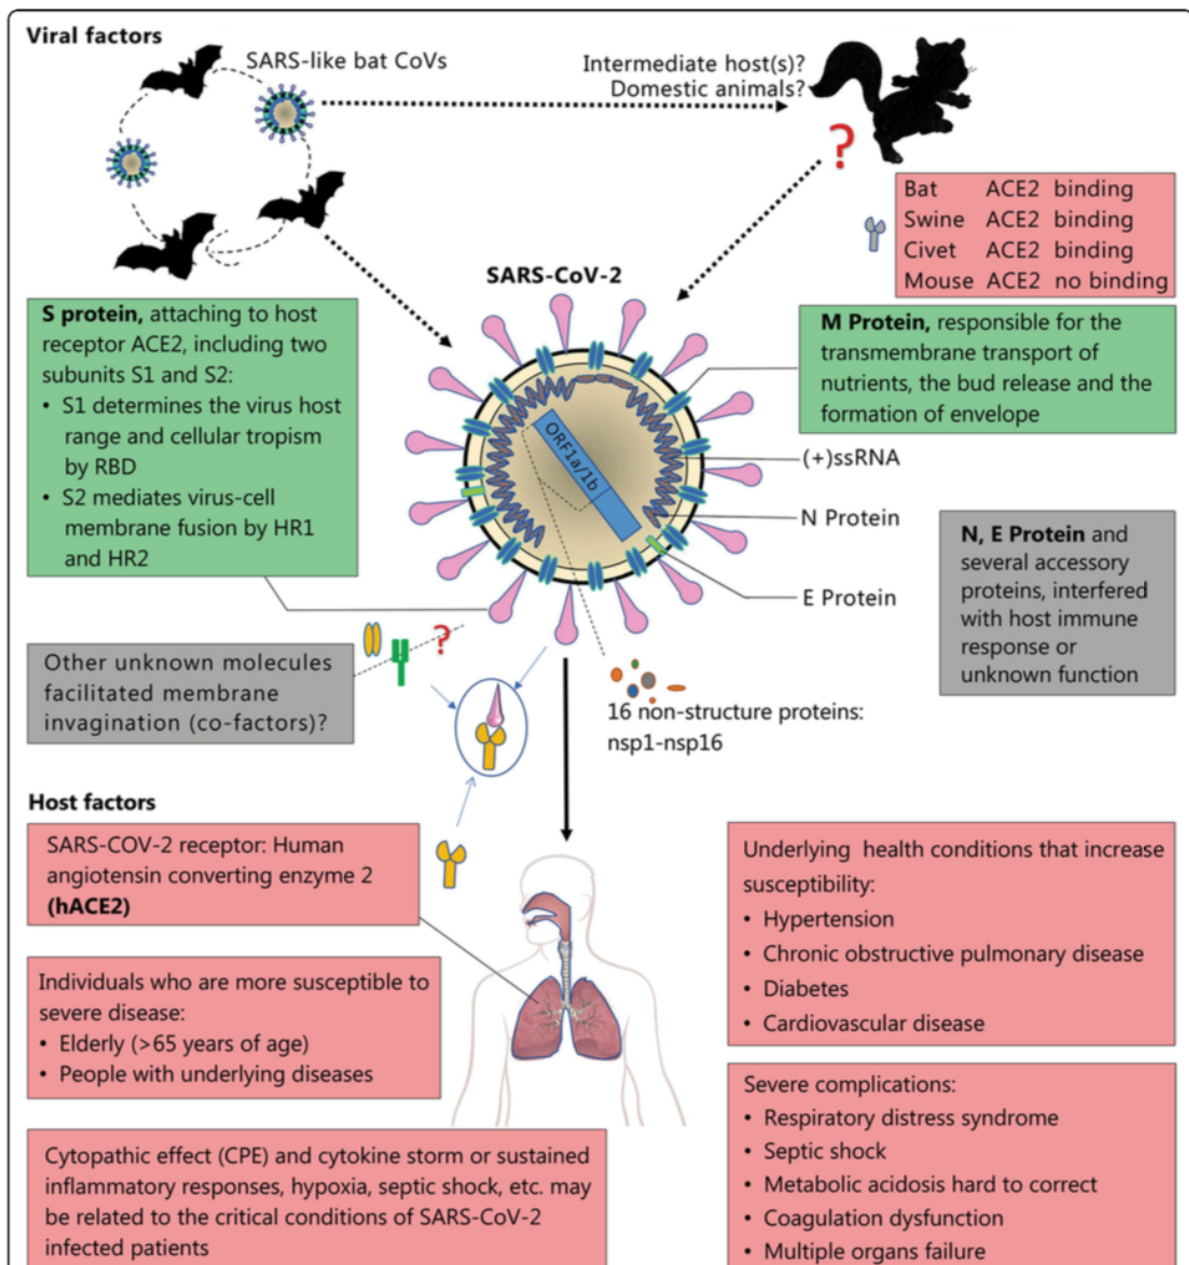 Viral factors
SARS-like bat CoVs
Intermediate host(s)?
Domestic animals?
?
Bat ACE2 binding
Swine ACE2 binding
Civet ACE2 binding
Mouse ACE2 no binding
SARS-CoV-2
S protein, attaching to host
receptor ACE2, including two
subunits S1 and S2:
• S1 determines the virus host
range and cellular tropism
by RBD
• S2 mediates virus-cell
membrane fusion by HR1
and HR2
M Protein, responsible for the
transmembrane transport of
nutrients, the bud release and the
formation of envelope
ORF1a/1b
(+)ssRNA
N Protein
E Protein
N, E Protein and
several accessory
proteins, interfered
with host immune
response or
unknown function
?
Other unknown molecules
facilitated membrane
invagination (co-factors)?
16 non-structure proteins:
nsp1-nsp16
Host factors
SARS-COV-2 receptor: Human
angiotensin converting enzyme 2
(hACE2)
Individuals who are more susceptible to
severe disease:
• Elderly (>65 years of age)
• People with underlying diseases
Cytopathic effect (CPE) and cytokine storm or sustained
inflammatory responses, hypoxia, septic shock, etc. may
be related to the critical conditions of SARS-CoV-2
infected patients
Underlying health conditions that increase
susceptibility:
• Hypertension
• Chronic obstructive pulmonary disease
• Diabetes
• Cardiovascular disease
Severe complications:
• Respiratory distress syndrome
• Septic shock
• Metabolic acidosis hard to correct
• Coagulation dysfunction
• Multiple organs failure